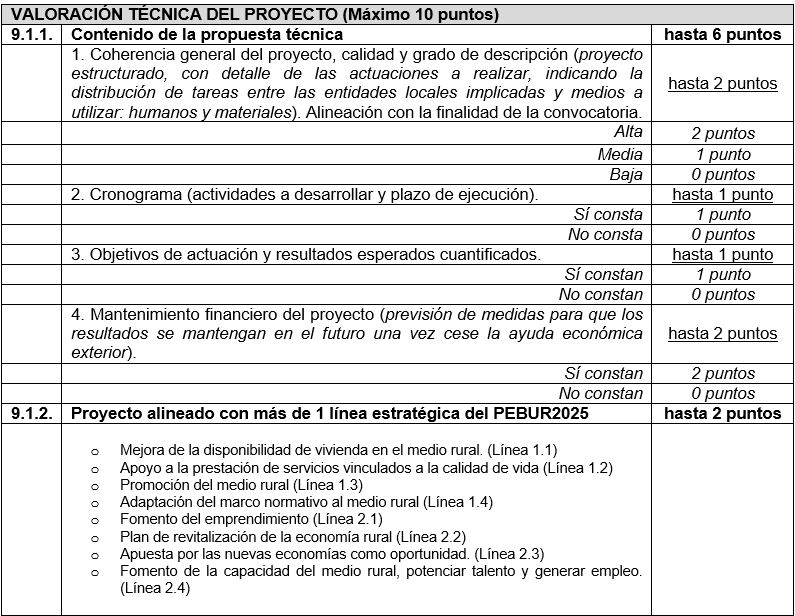 VALORACIÓN TÉCNICA DEL PROYECTO (Máximo 10 puntos)
9.1.1. Contenido de la propuesta técnica hasta 6 puntos
1. Coherencia general del proyecto, calidad y grado de descripción (proyecto
estructurado, con detalle de las actuaciones a realizar, indicando la
distribución de tareas entre las entidades locales implicadas y medios a
utilizar: humanos y materiales). Alineación con la finalidad de la convocatoria.
hasta 2 puntos
Alta 2 puntos
Media 1 punto
Baja 0 puntos
2. Cronograma (actividades a desarrollar y plazo de ejecución). hasta 1 punto
Sí consta 1 punto
No consta 0 puntos
3. Objetivos de actuación y resultados esperados cuantificados. hasta 1 punto
Sí constan 1 punto
No constan 0 puntos
4. Mantenimiento financiero del proyecto (previsión de medidas para que los
resultados se mantengan en el futuro una vez cese la ayuda económica
exterior).
hasta 2 puntos
Sí constan 2 puntos
No constan 0 puntos
9.1.2. Proyecto alineado con más de 1 línea estratégica del PEBUR2025 hasta 2 puntos
o Mejora de la disponibilidad de vivienda en el medio rural. (Línea 1.1)
o Apoyo a la prestación de servicios vinculados a la calidad de vida (Línea 1.2)
o Promoción del medio rural (Línea 1.3)
o Adaptación del marco normativo al medio rural (Línea 1.4)
o Fomento del emprendimiento (Línea 2.1)
o Plan de revitalización de la economía rural (Línea 2.2)
o Apuesta por las nuevas economías como oportunidad. (Línea 2.3)
o Fomento de la capacidad del medio rural, potenciar talento y generar empleo.
(Línea 2.4)